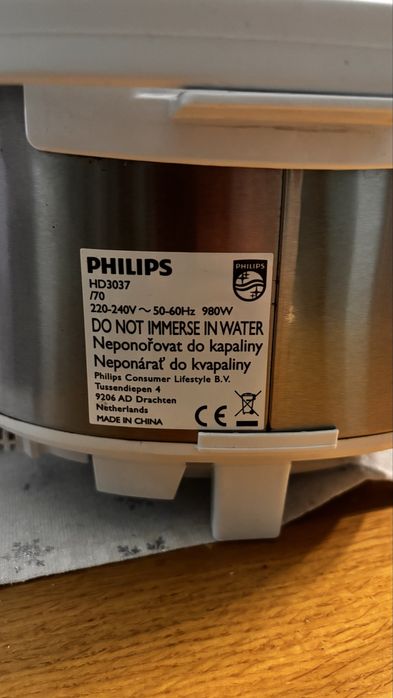 PHILIPS
PHILIPS
HD3037
/70
220-240V ~ 50-60Hz 980W
DO NOT IMMERSE IN WATER
Neponořovat do kapaliny
Neponárať do kvapaliny
Philips Consumer Lifestyle B.V.
Tussendiepen 4
9206 AD Drachten
Netherlands
MADE IN CHINA
CE